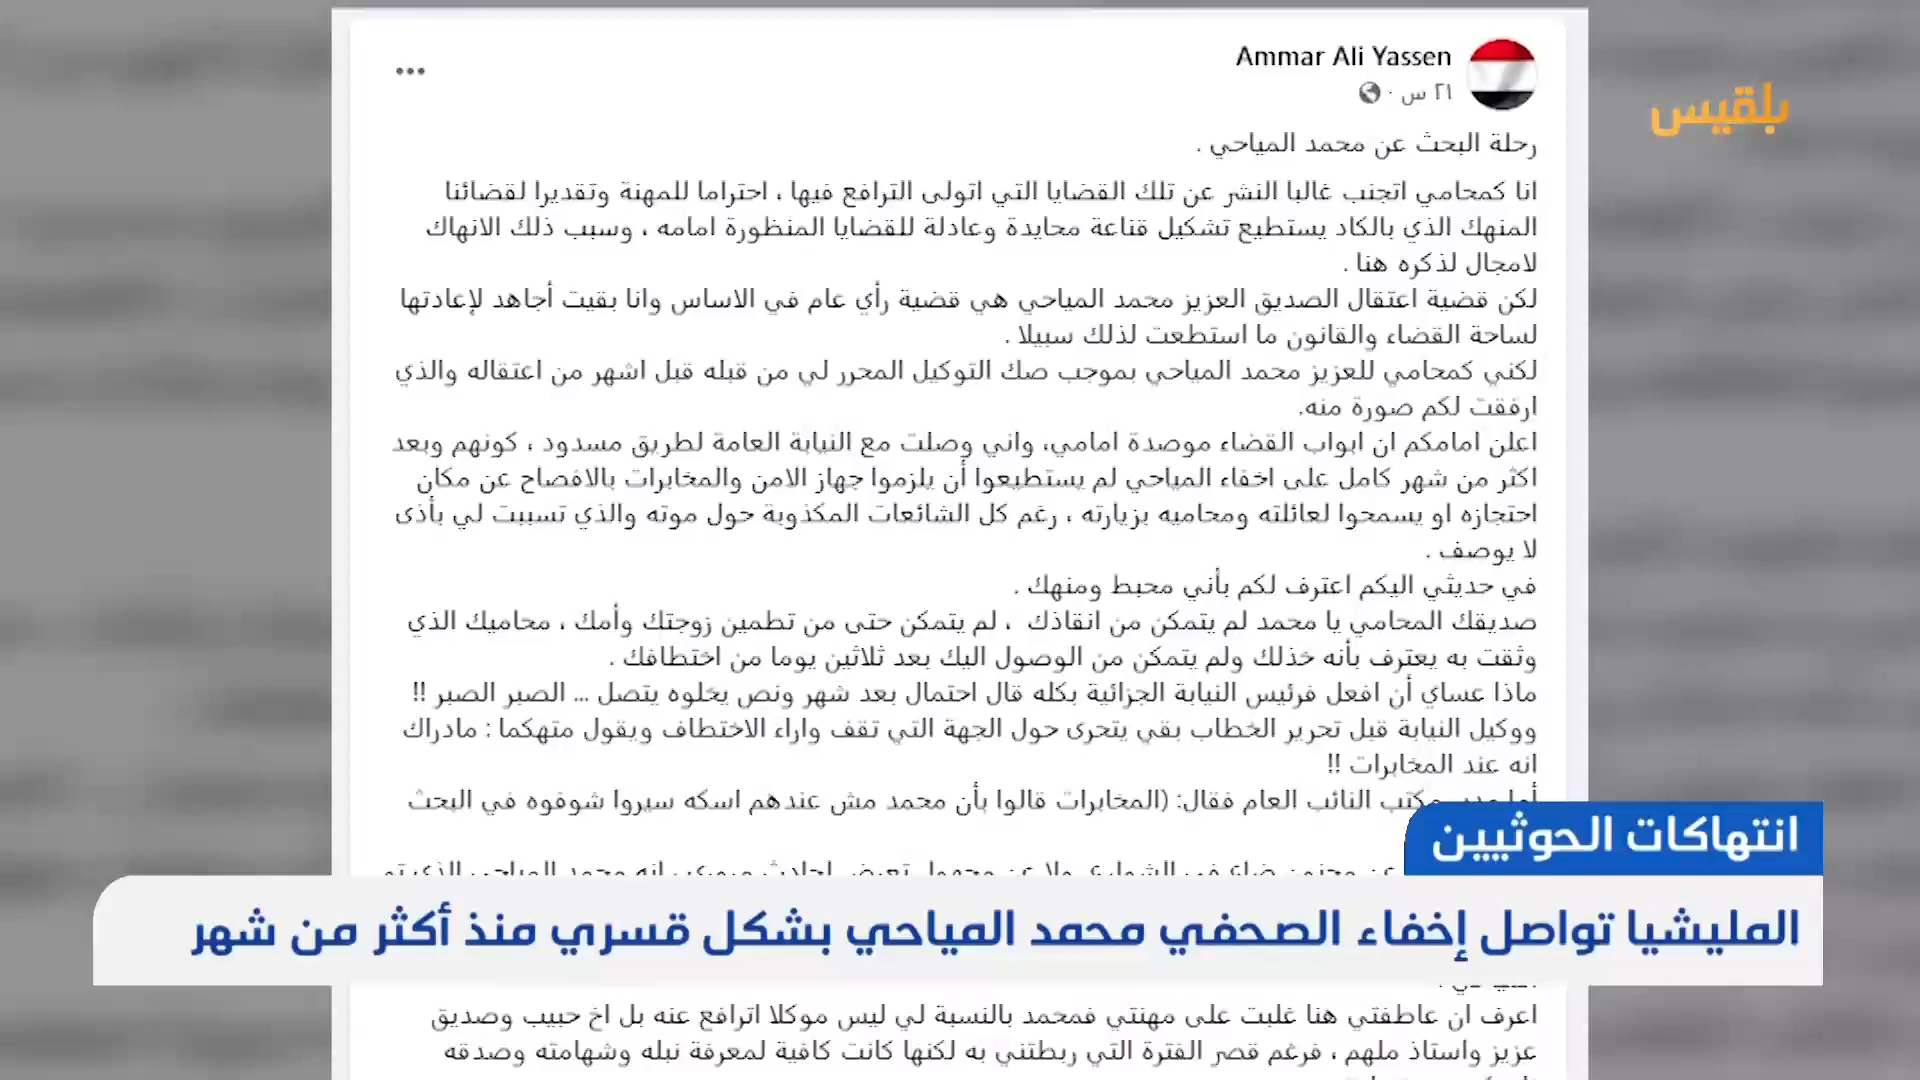 Ammar Ali Yassen
٢١ س ·
بلقيس
رحلة البحث عن محمد المياحي .
انا كمحامي اتجنب غالبا النشر عن تلك القضايا التي اتولى الترافع فيها ، احتراما للمهنة وتقديرا لقضائنا
المنهك الذي بالكاد يستطيع تشكيل قناعة محايدة وعادلة للقضايا المنظورة امامه ، وسبب ذلك الانهاك
لامجال لذكره هنا .
لكن قضية اعتقال الصديق العزيز محمد المياحي هي قضية رأي عام في الاساس وانا بقيت أجاهد لإعادتها
لساحة القضاء والقانون ما استطعت لذلك سبيلا .
لكني كمحامي للعزيز محمد المياحي بموجب صك التوكيل المحرر لي من قبله قبل اشهر من اعتقاله والذي
ارفقت لكم صورة منه.
اعلن امامكم ان ابواب القضاء موصدة امامي، واني وصلت مع النيابة العامة لطريق مسدود ، كونهم وبعد
اكثر من شهر كامل على اخفاء المياحي لم يستطيعوا أن يلزموا جهاز الامن والمخابرات بالافصاح عن مكان
احتجازه او يسمحوا لعائلته ومحاميه بزيارته ، رغم كل الشائعات المكذوبة حول موته والذي تسببت لي بأذى
لا يوصف .
في حديثي اليكم اعترف لكم بأني محبط ومنهك .
صديقك المحامي يا محمد لم يتمكن من انقاذك ، لم يتمكن حتى من تطمين زوجتك وأمك ، محاميك الذي
وثقت به يعترف بأنه خذلك ولم يتمكن من الوصول اليك بعد ثلاثين يوما من اختطافك .
ماذا عساي أن افعل فرئيس النيابة الجزائية بكله قال احتمال بعد شهر ونص يخلوه يتصل ... الصبر الصبر !!
ووكيل النيابة قبل تحرير الخطاب بقي يتحرى حول الجهة التي تقف واراء الاختطاف ويقول متهكما : مادراك
انه عند المخابرات !!
أما مدير مكتب النائب العام فقال: (المخابرات قالوا بأن محمد مش عندهم اسكه سيروا شوفوه في البحث
انتهاكات الحوثيين
المليشيا تواصل إخفاء الصحفي محمد المياحي بشكل قسري منذ أكثر من شهر
اعرف ان عاطفتي هنا غلبت على مهنتي فمحمد بالنسبة لي ليس موكلا اترافع عنه بل اخ حبيب وصديق
عزيز واستاذ ملهم ، فرغم قصر الفترة التي ربطتني به لكنها كانت كافية لمعرفة نبله وشهامته وصدقه